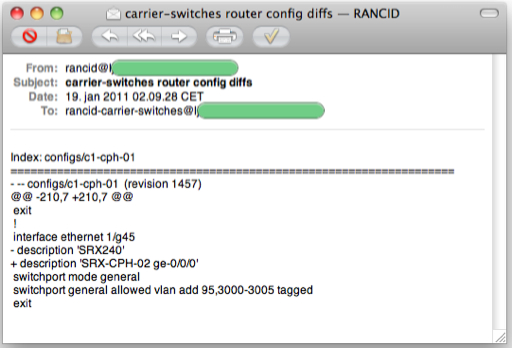 carrier-switches router config diffs — RANCID
From: rancid@
Subject: carrier-switches router config diffs
Date: 19. jan 2011 02.09.28 CET
To: rancid-carrier-switches@
Index: configs/c1-cph-01
===================================================================
- -- configs/c1-cph-01 (revision 1457)
@@ -210,7 +210,7 @@
exit
!
interface ethernet 1/g45
- description 'SRX240'
+ description 'SRX-CPH-02 ge-0/0/0'
switchport mode general
switchport general allowed vlan add 95,3000-3005 tagged
exit